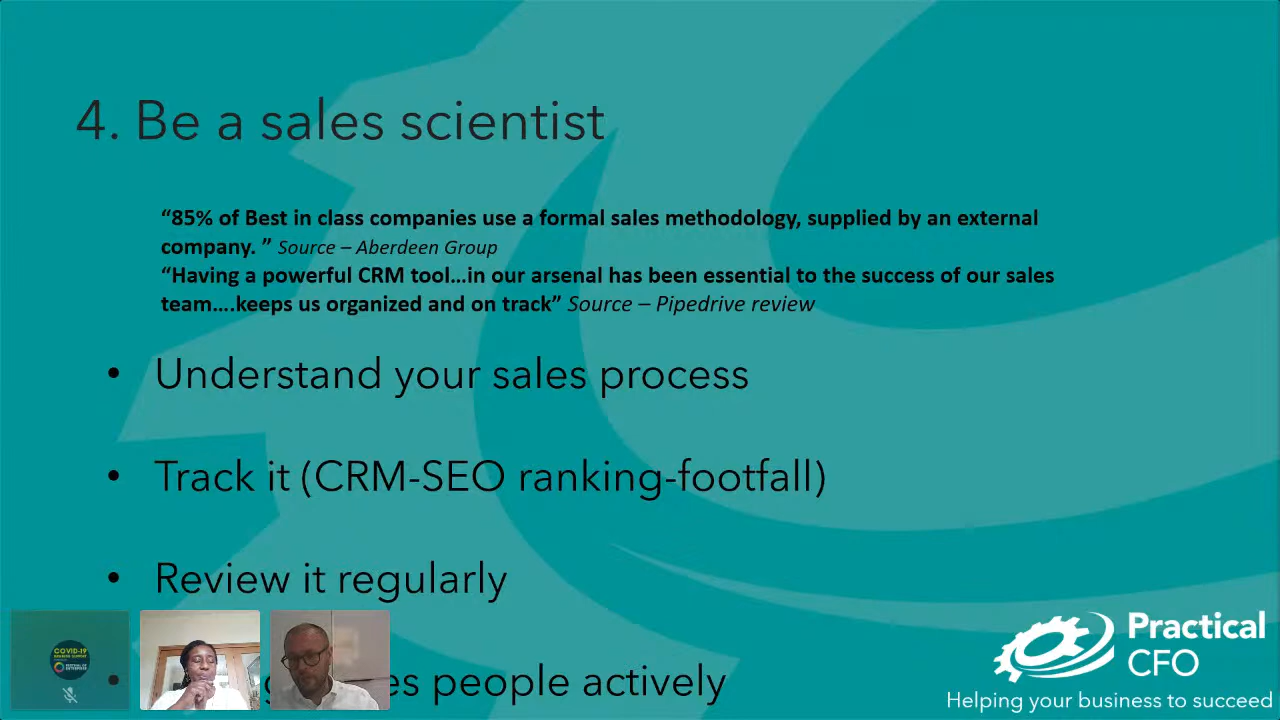 4. Be a sales scientist
“85% of Best in class companies use a formal sales methodology, supplied by an external
company. ” Source – Aberdeen Group
“Having a powerful CRM tool…in our arsenal has been essential to the success of our sales
team….keeps us organized and on track” Source – Pipedrive review
• Understand your sales process
• Track it (CRM-SEO ranking-footfall)
• Review it regularly
• people actively
COVID-19
Practical
CFO
Helping your business to succeed